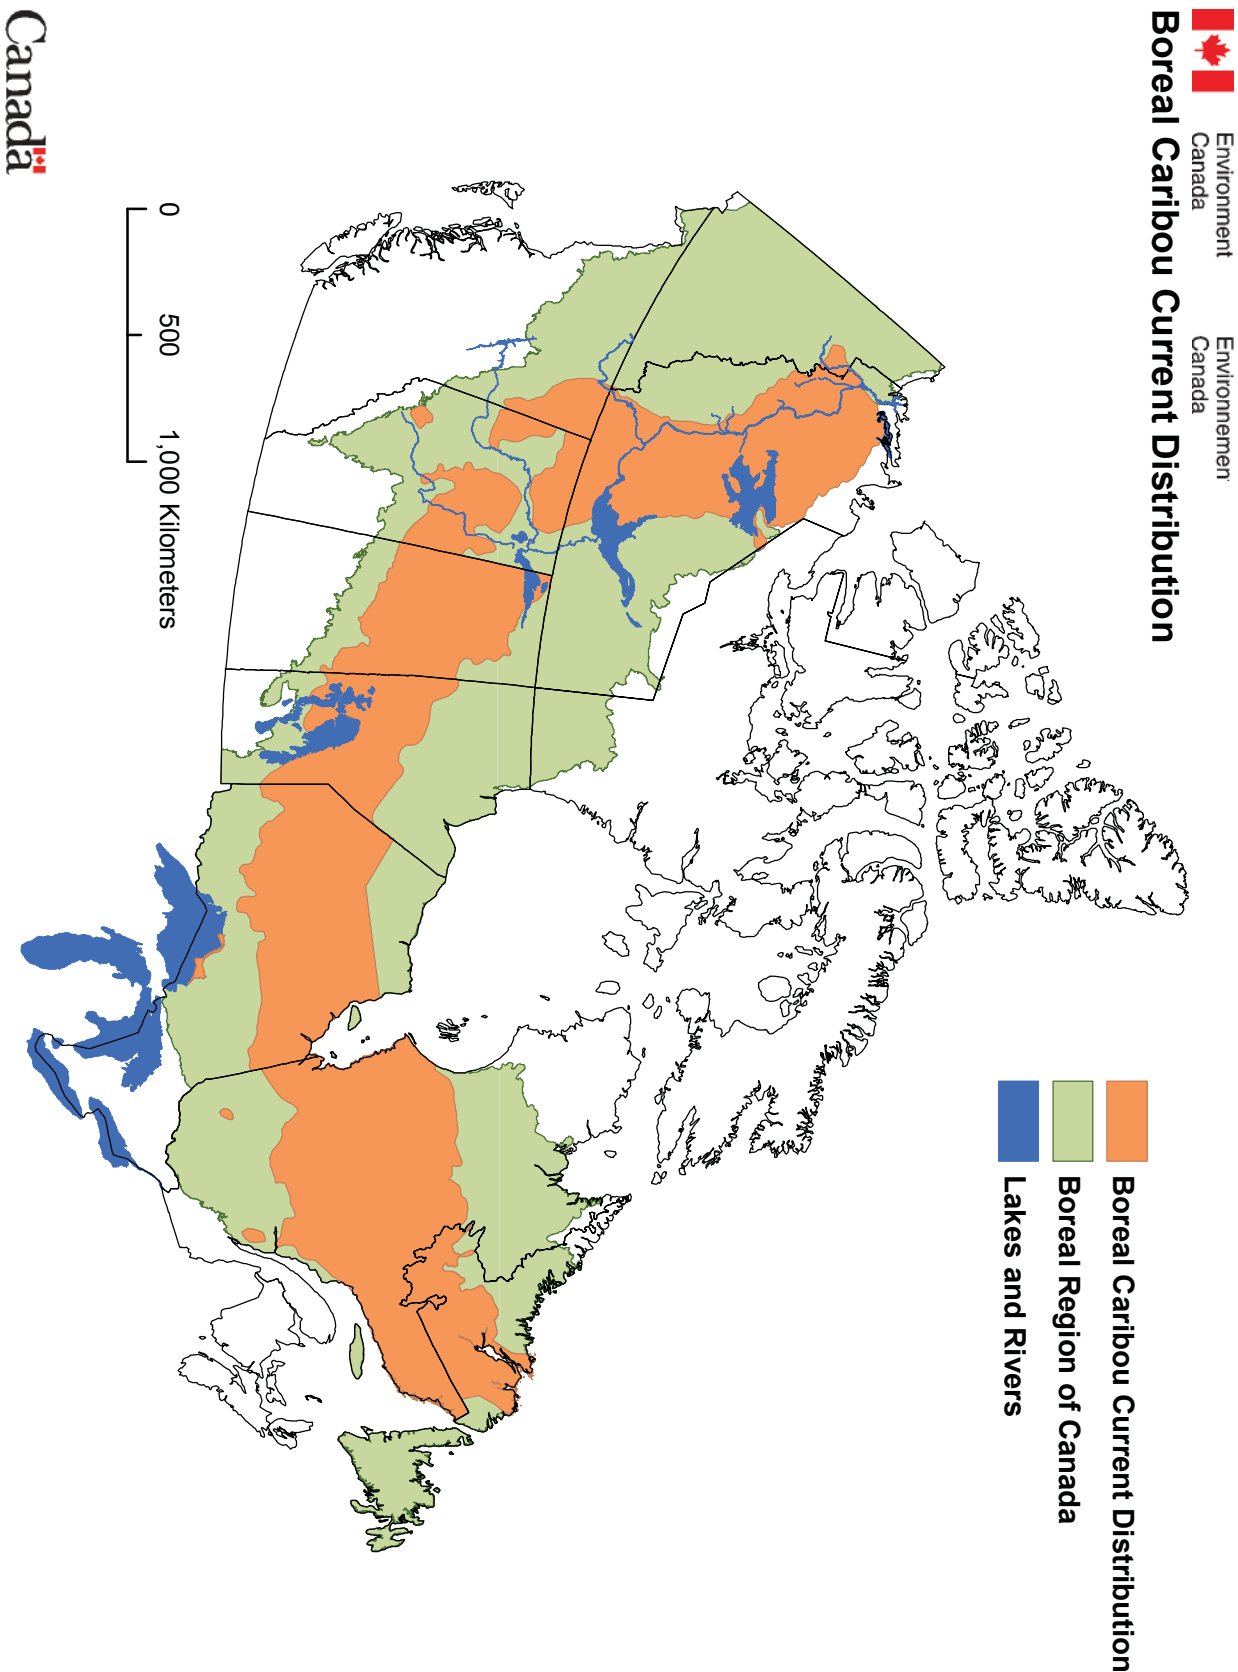 Environment
Canada
Environnemen
Canada
Boreal Caribou Current Distribution
Boreal Caribou Current Distribution
Boreal Region of Canada
Lakes and Rivers
0 500 1,000 Kilometers
Canada